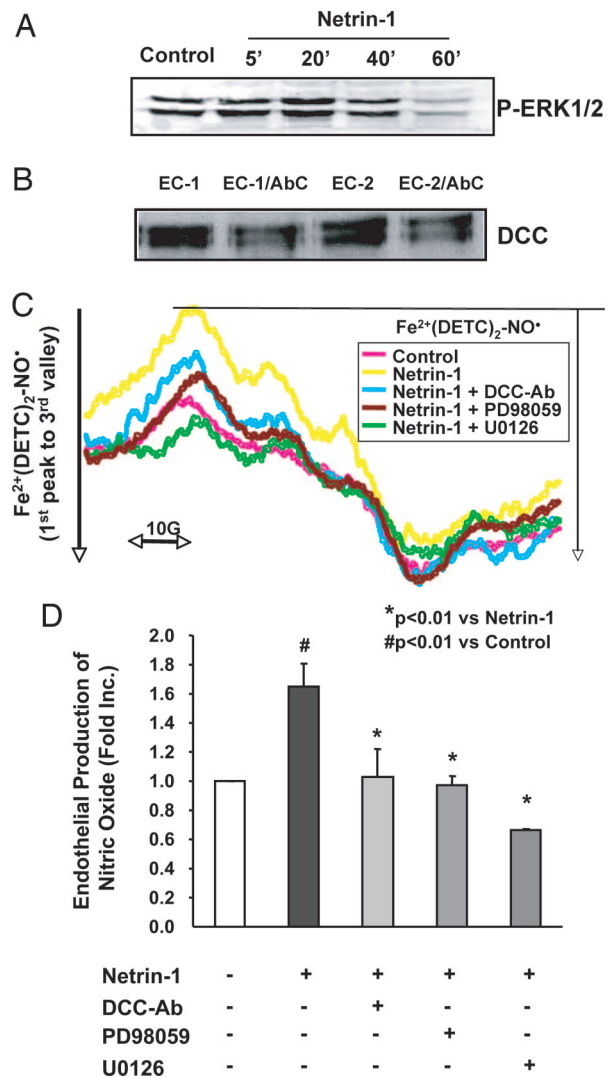 A
Netrin-1
Control 5' 20' 40' 60'
P-ERK1/2
B
EC-1 EC-1/AbC EC-2 EC-2/AbC
DCC
C
Fe2+(DETC)2-NO•
(1st peak to 3rd valley)
Fe2+(DETC)2-NO•
Control
Netrin-1
Netrin-1 + DCC-Ab
Netrin-1 + PD98059
Netrin-1 + U0126
10G
D
*p<0.01 vs Netrin-1
#p<0.01 vs Control
Endothelial Production of
Nitric Oxide (Fold Inc.)
2.0
1.8
1.6
1.4
1.2
1.0
0.8
0.6
0.4
0.2
0.0
# * * *
Netrin-1 - + + + +
DCC-Ab - - + - -
PD98059 - - - + -
U0126 - - - - +